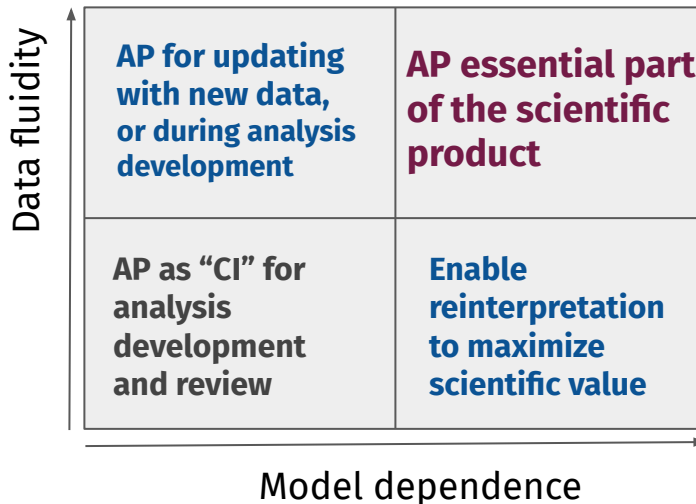 Data fluidity
AP for updating
with new data,
or during analysis
development
AP essential part
of the scientific
product
AP as “CI” for
analysis
development
and review
Enable
reinterpretation
to maximize
scientific value
Model dependence